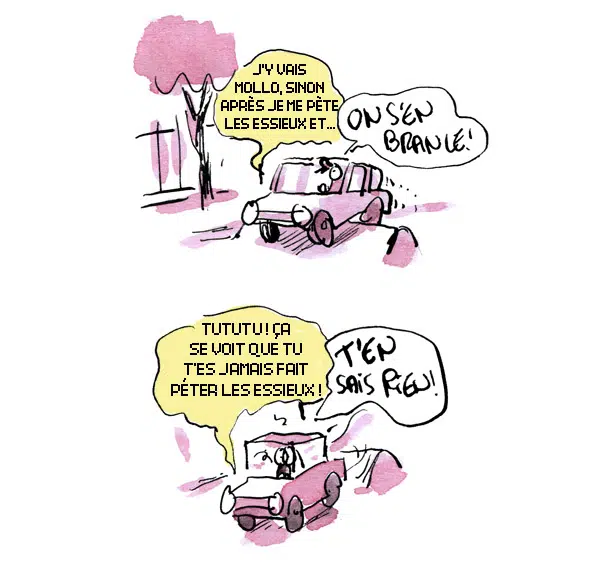 J'Y VAIS
MOLLO, SINON
APRÈS JE ME PÈTE
LES ESSIEUX ET...
ON S'EN
BRANLE!
TUTUTU! ÇA
SE VOIT QUE TU
T'ES JAMAIS FAIT
PÉTER LES ESSIEUX!
T'EN
SAIS RIEN!